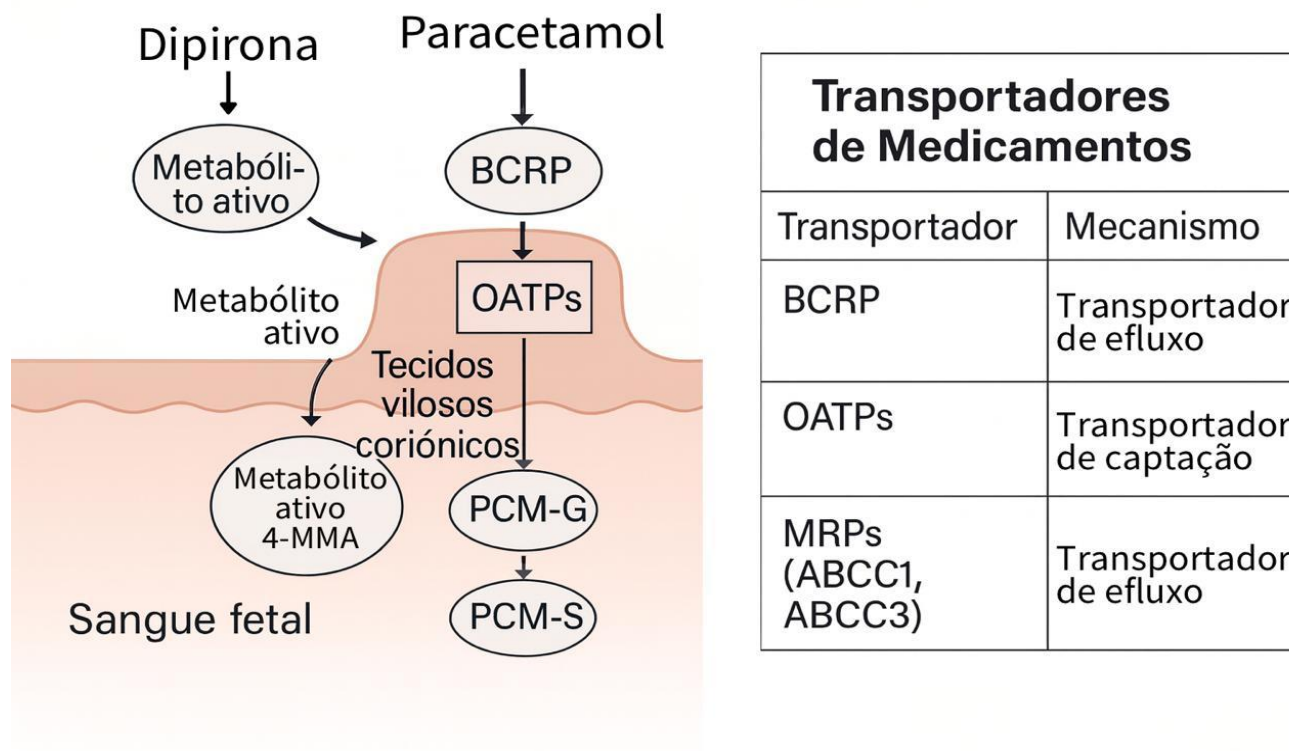 Dipirona
Paracetamol
Metabóli-
to ativo
BCRP
OATPs
Metabólito
ativo
Tecidos
vilosos
coriónicos
Metabólito
ativo
4-MMA
PCM-G
PCM-S
Sangue fetal
Transportadores
de Medicamentos
Transportador
Mecanismo
BCRP
Transportador
de efluxo
OATPs
Transportador
de captação
MRPs
(ABCC1,
ABCC3)
Transportador
de efluxo